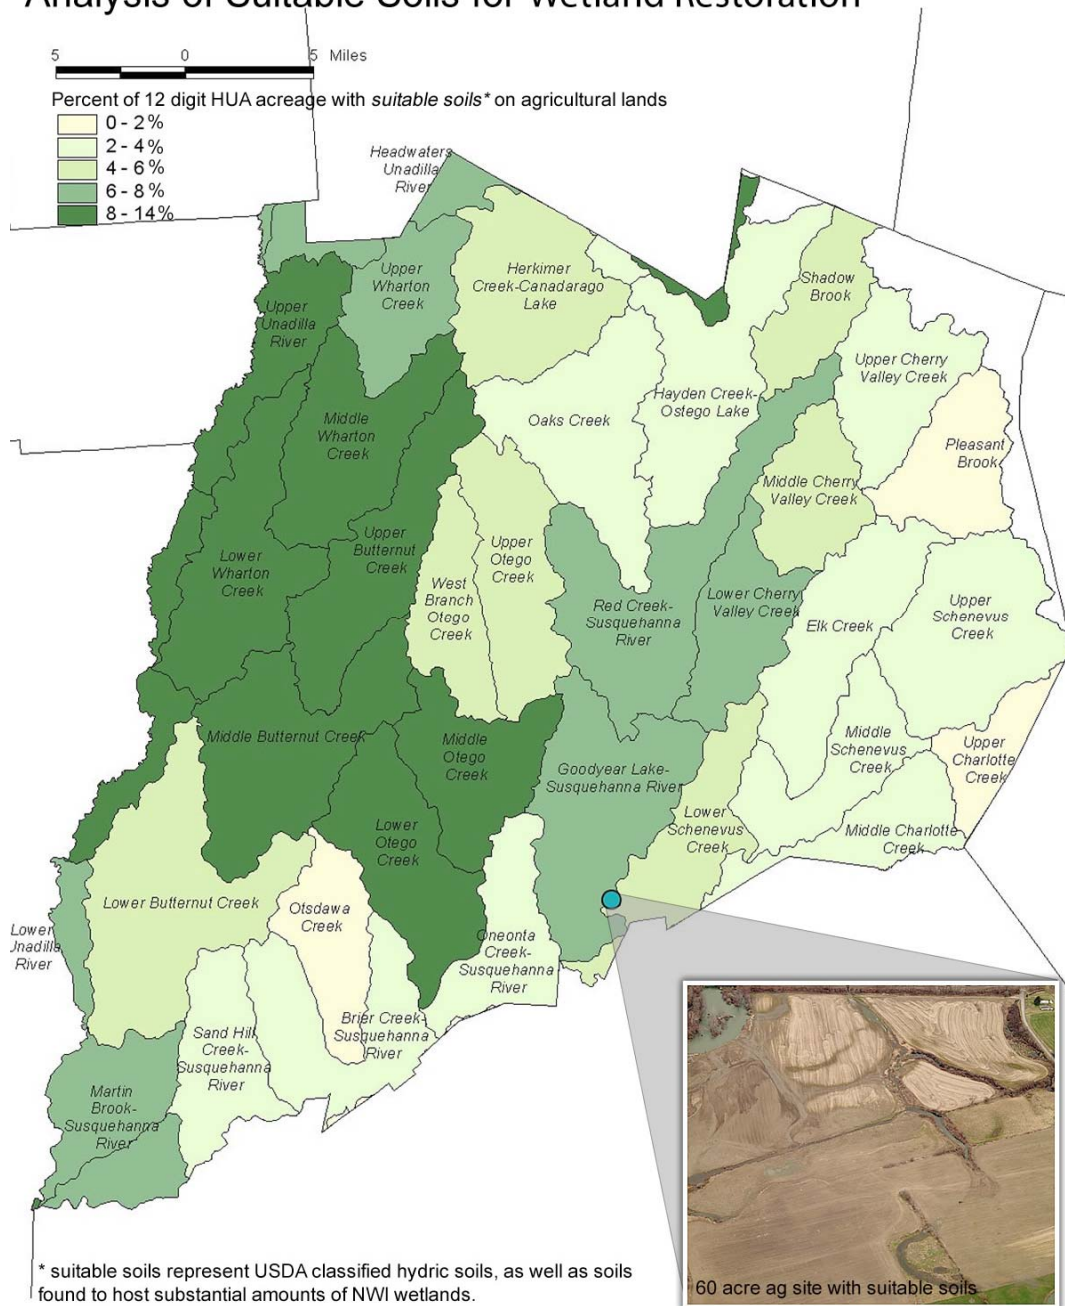 Analysis of Suitable Soils for Wetland Restoration
5 0 5 Miles
Percent of 12 digit HUA acreage with suitable soils* on agricultural lands
0 - 2%
2 - 4%
4 - 6%
6 - 8%
8 - 14%
Headwaters
Unadilla
River
Upper
Wharton
Creek
Herkimer
Creek-Canadarago
Lake
Shadow
Brook
Upper
Unadilla
River
Upper Cherry
Valley Creek
Middle
Wharton
Creek
Oaks Creek
Hayden Creek-
Ostego Lake
Pleasant
Brook
Middle Cherry
Valley Creek
Lower
Wharton
Creek
Upper
Butternut
Creek
West
Branch
Otego
Creek
Upper
Otego
Creek
Red Creek-
Susquehanna
River
Lower Cherry
Valley Creek
Elk Creek
Upper
Schenevus
Creek
Middle Butternut Creek
Middle
Otego
Creek
Goodyear Lake-
Susquehanna River
Middle
Schenevus
Creek
Upper
Charlotte
Creek
Lower
Otego
Creek
Lower
Schenevus
Creek
Middle Charlotte
Creek
Lower Butternut Creek
Otsdawa
Creek
Lower
Unadilla
River
Oneonta
Creek-
Susquehanna
River
Sand Hill
Creek-
Susquehanna
River
Brier Creek-
Susquehanna
River
Martin
Brook-
Susquehanna
River
* suitable soils represent USDA classified hydric soils, as well as soils
found to host substantial amounts of NWI wetlands.
60 acre ag site with suitable soils